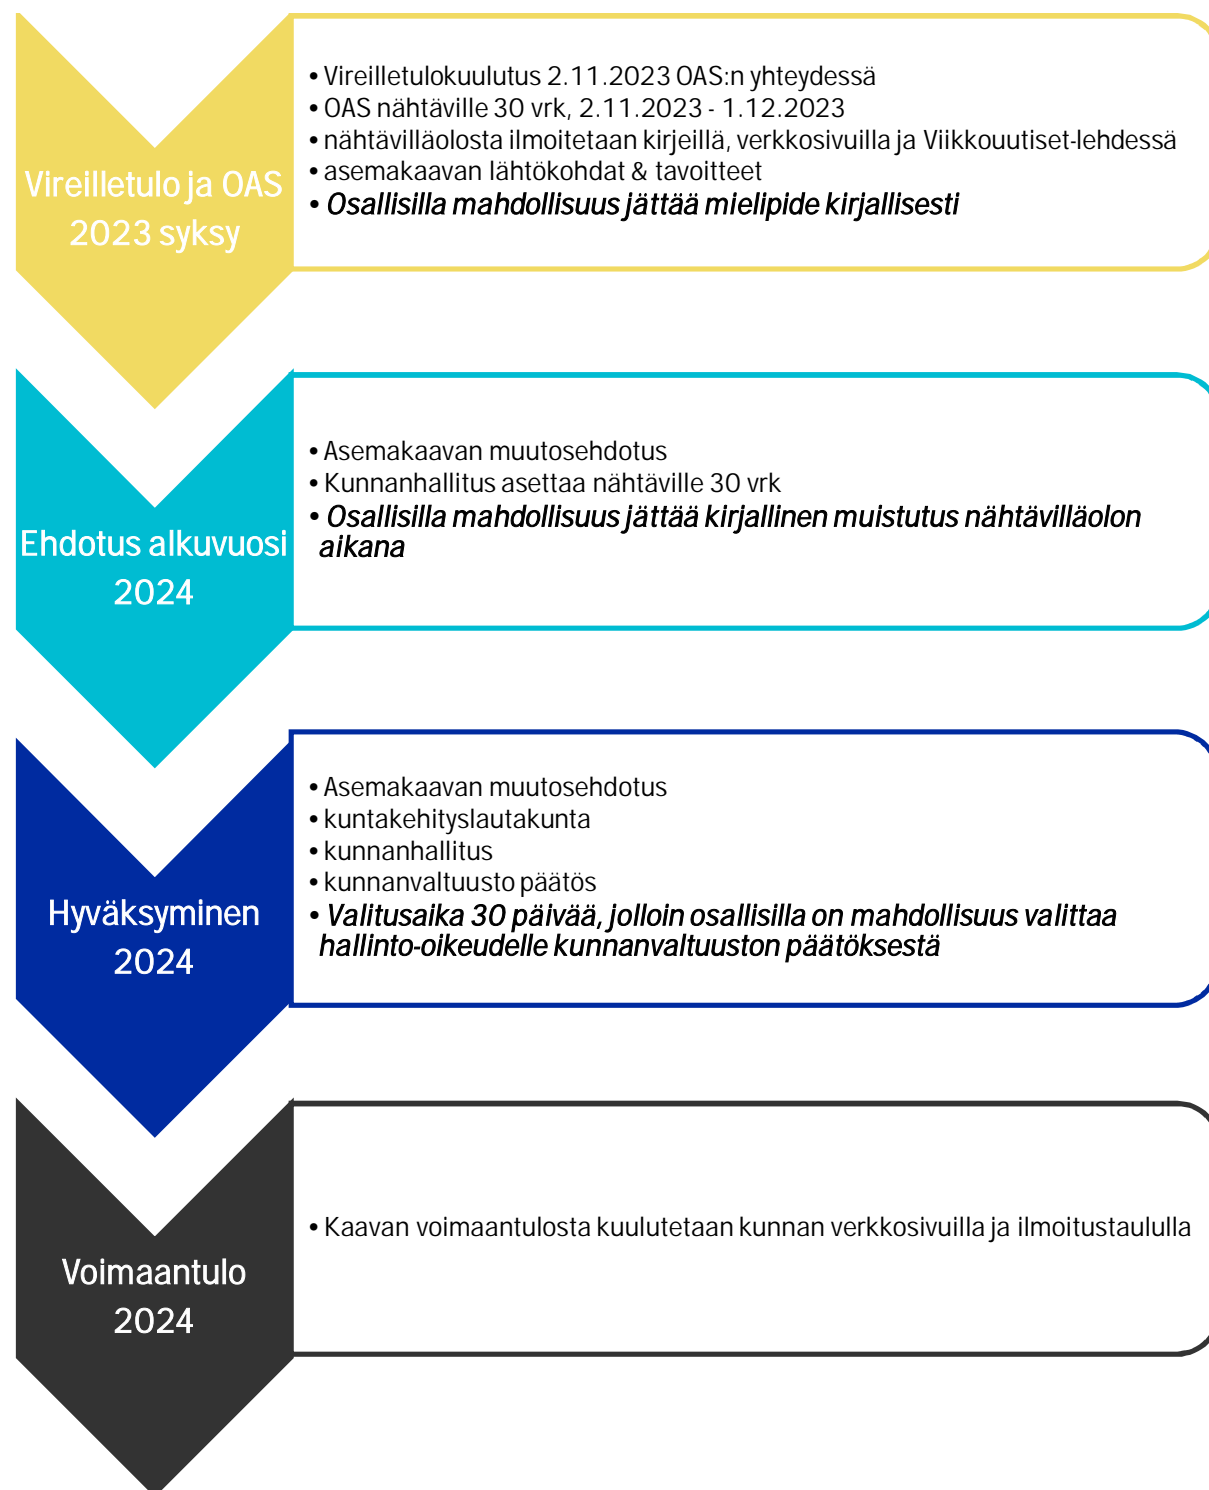 Vireilletulo ja OAS
2023 syksy
• Vireilletulokuulutus 2.11.2023 OAS:n yhteydessä
• OAS nähtäville 30 vrk, 2.11.2023 - 1.12.2023
• nähtävilläolosta ilmoitetaan kirjeillä, verkkosivuilla ja Viikkouutiset-lehdessä
• asemakaavan lähtökohdat & tavoitteet
• Osallisilla mahdollisuus jättää mielipide kirjallisesti
Ehdotus alkuvuosi
2024
• Asemakaavan muutosehdotus
• Kunnanhallitus asettaa nähtäville 30 vrk
• Osallisilla mahdollisuus jättää kirjallinen muistutus nähtävilläolon
aikana
Hyväksyminen
2024
• Asemakaavan muutosehdotus
• kuntakehityslautakunta
• kunnanhallitus
• kunnanvaltuusto päätös
• Valitusaika 30 päivää, jolloin osallisilla on mahdollisuus valittaa
hallinto-oikeudelle kunnanvaltuuston päätöksestä
Voimaantulo
2024
• Kaavan voimaantulosta kuulutetaan kunnan verkkosivuilla ja ilmoitustaululla